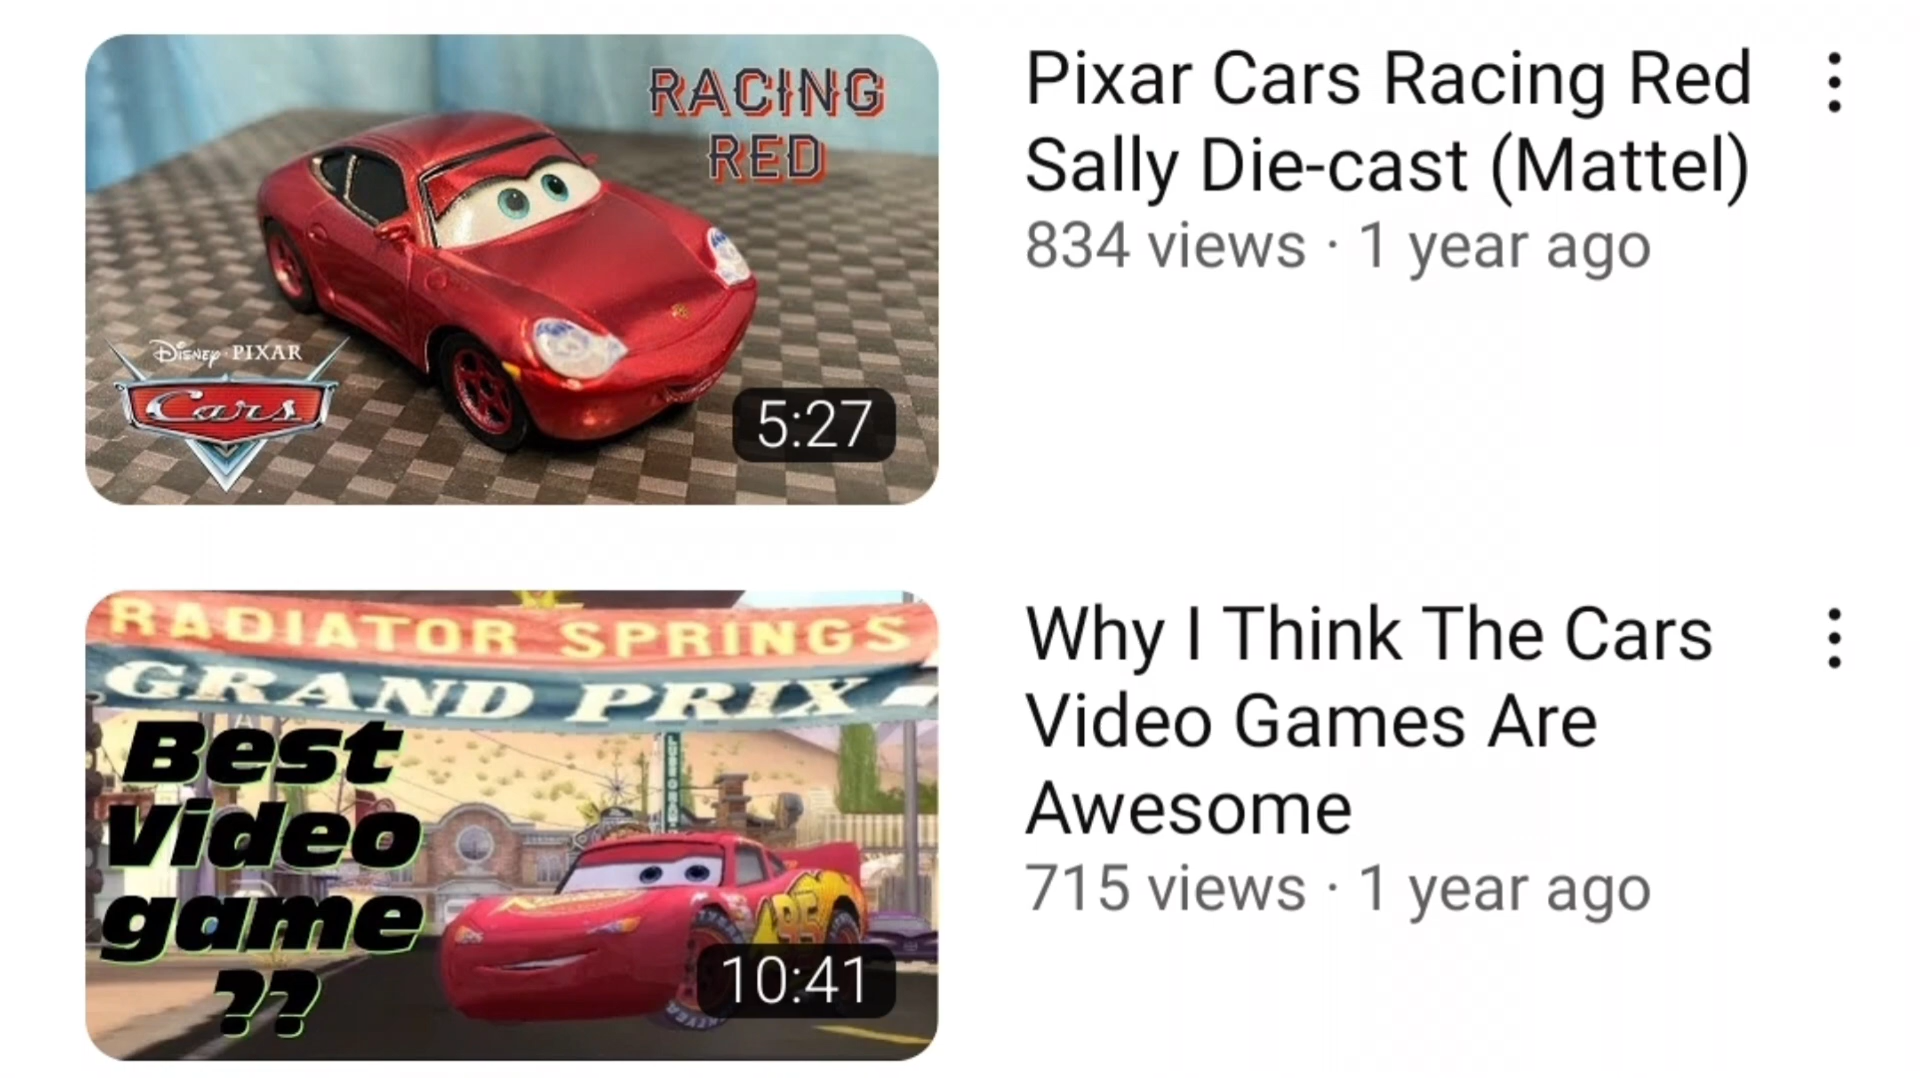 RACING
RED
Disney·PIXAR
Cars
5:27
Pixar Cars Racing Red
Sally Die-cast (Mattel)
834 views · 1 year ago
RADIATOR SPRINGS
GRAND PRIX
Best
Video
game
??
95
10:41
Why I Think The Cars
Video Games Are
Awesome
715 views · 1 year ago